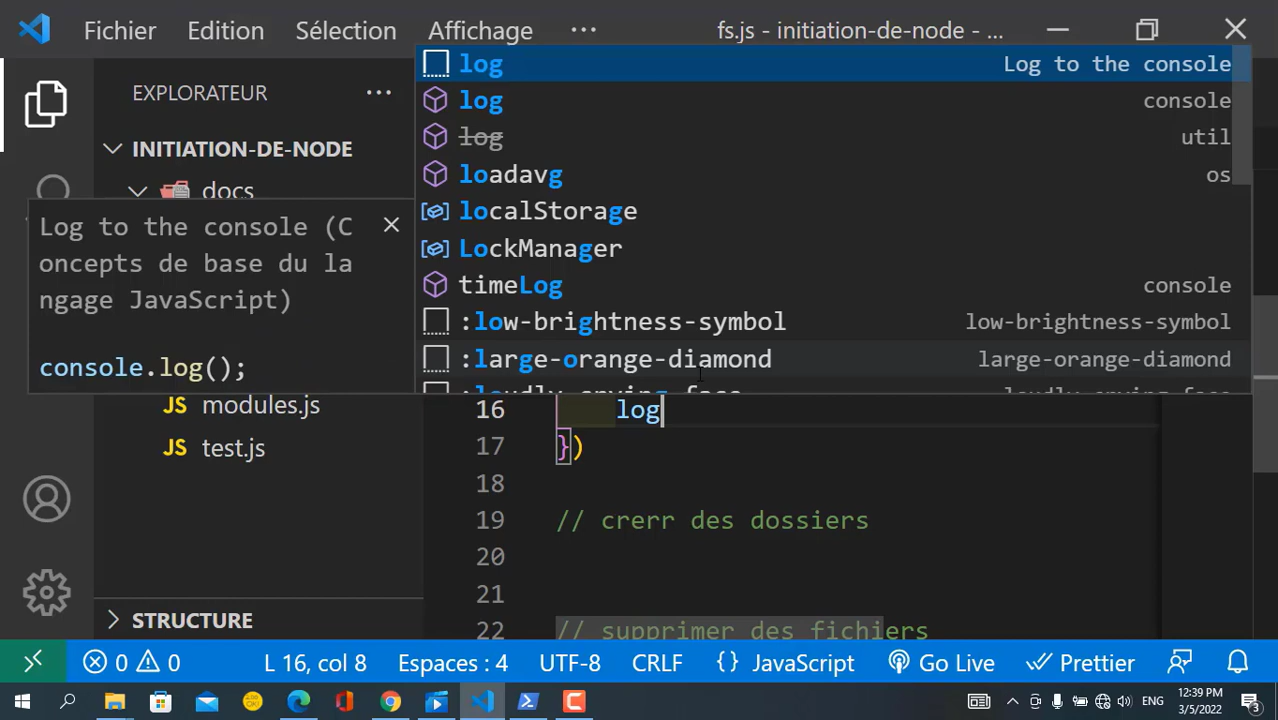 Fichier Edition Sélection Affichage ··· fs.js - initiation-de-node - ...
EXPLORATEUR ···
INITIATION-DE-NODE
docs
modules.js
test.js
STRUCTURE
Log to the console (C
oncepts de base du la
ngage JavaScript)
console.log();
log Log to the console
log console
log util
loadavg os
localStorage
LockManager
timeLog console
:low-brightness-symbol low-brightness-symbol
:large-orange-diamond large-orange-diamond
16 log
17 })
18
19 // crerr des dossiers
20
21
22 // supprimer des fichiers
0 0 L 16, col 8 Espaces : 4 UTF-8 CRLF {} JavaScript Go Live Prettier
ENG 12:39 PM
3/5/2022
3